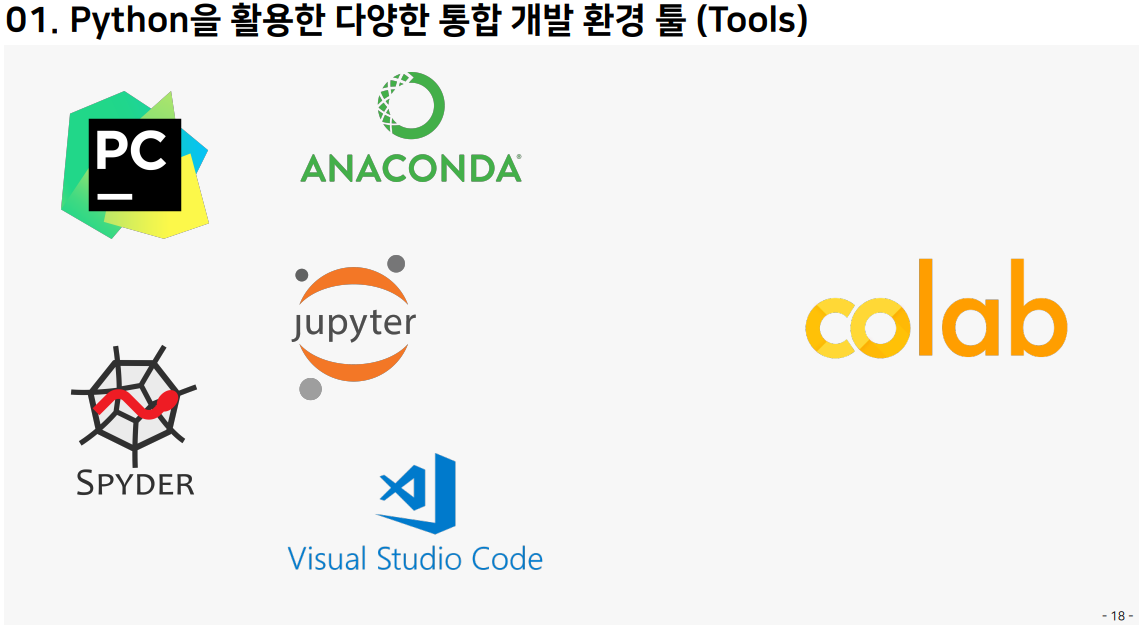 01. Python을 활용한 다양한 통합 개발 환경 툴 (Tools)
PC
ANACONDA®
jupyter
colab
SPYDER
Visual Studio Code
- 18 -